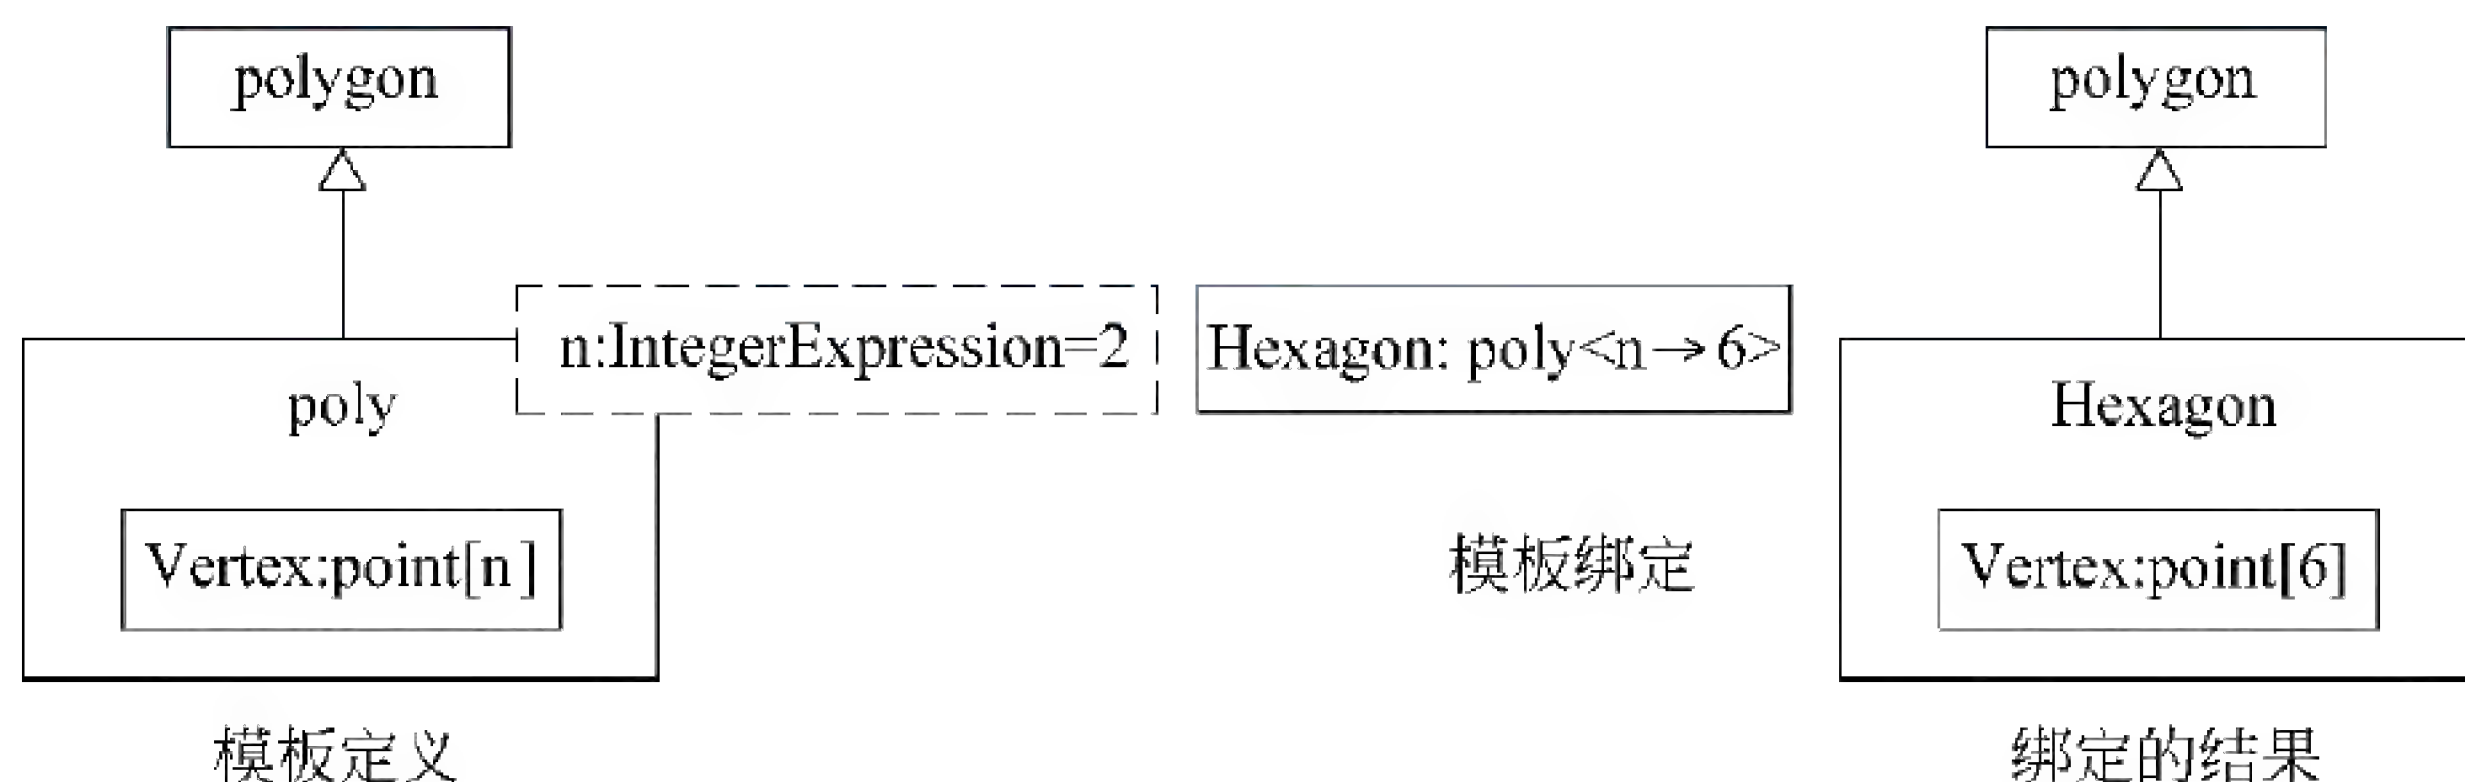 polygon
n:IntegerExpression=2
poly
Vertex:point[n]
模板定义
Hexagon: poly<n→6>
模板绑定
polygon
Hexagon
Vertex:point[6]
绑定的结果